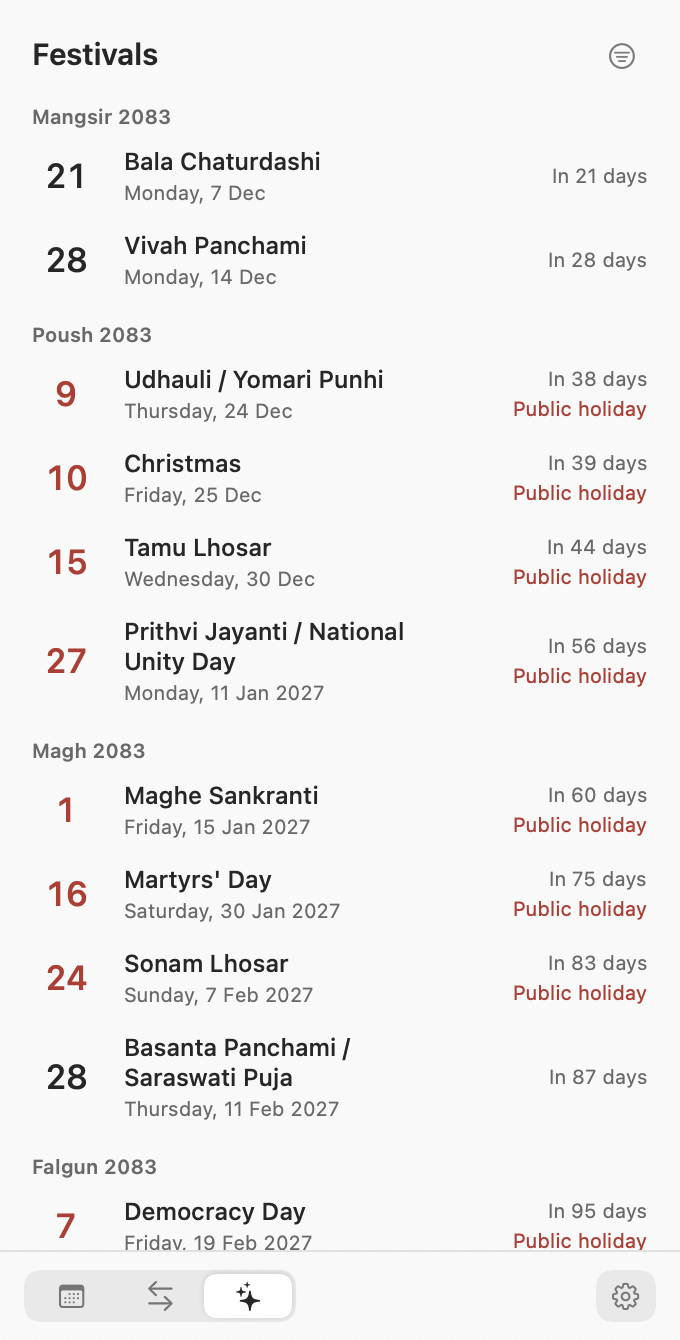 Festivals
Mangsir 2083
21
Bala Chaturdashi
Monday, 7 Dec
In 21 days
28
Vivah Panchami
Monday, 14 Dec
In 28 days
Poush 2083
9
Udhauli / Yomari Punhi
Thursday, 24 Dec
In 38 days
Public holiday
10
Christmas
Friday, 25 Dec
In 39 days
Public holiday
15
Tamu Lhosar
Wednesday, 30 Dec
In 44 days
Public holiday
27
Prithvi Jayanti / National
Unity Day
Monday, 11 Jan 2027
In 56 days
Public holiday
Magh 2083
1
Maghe Sankranti
Friday, 15 Jan 2027
In 60 days
Public holiday
16
Martyrs' Day
Saturday, 30 Jan 2027
In 75 days
Public holiday
24
Sonam Lhosar
Sunday, 7 Feb 2027
In 83 days
Public holiday
28
Basanta Panchami /
Saraswati Puja
Thursday, 11 Feb 2027
In 87 days
Falgun 2083
7
Democracy Day
Friday, 19 Feb 2027
In 95 days
Public holiday